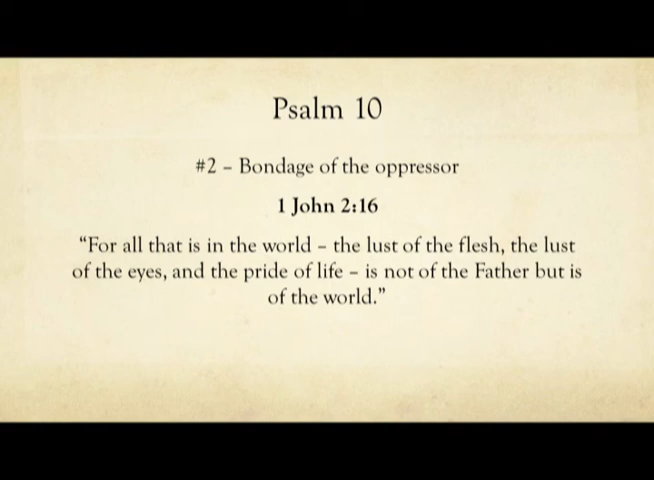 Psalm 10
#2 – Bondage of the oppressor
1 John 2:16
“For all that is in the world – the lust of the flesh, the lust
of the eyes, and the pride of life – is not of the Father but is
of the world.”